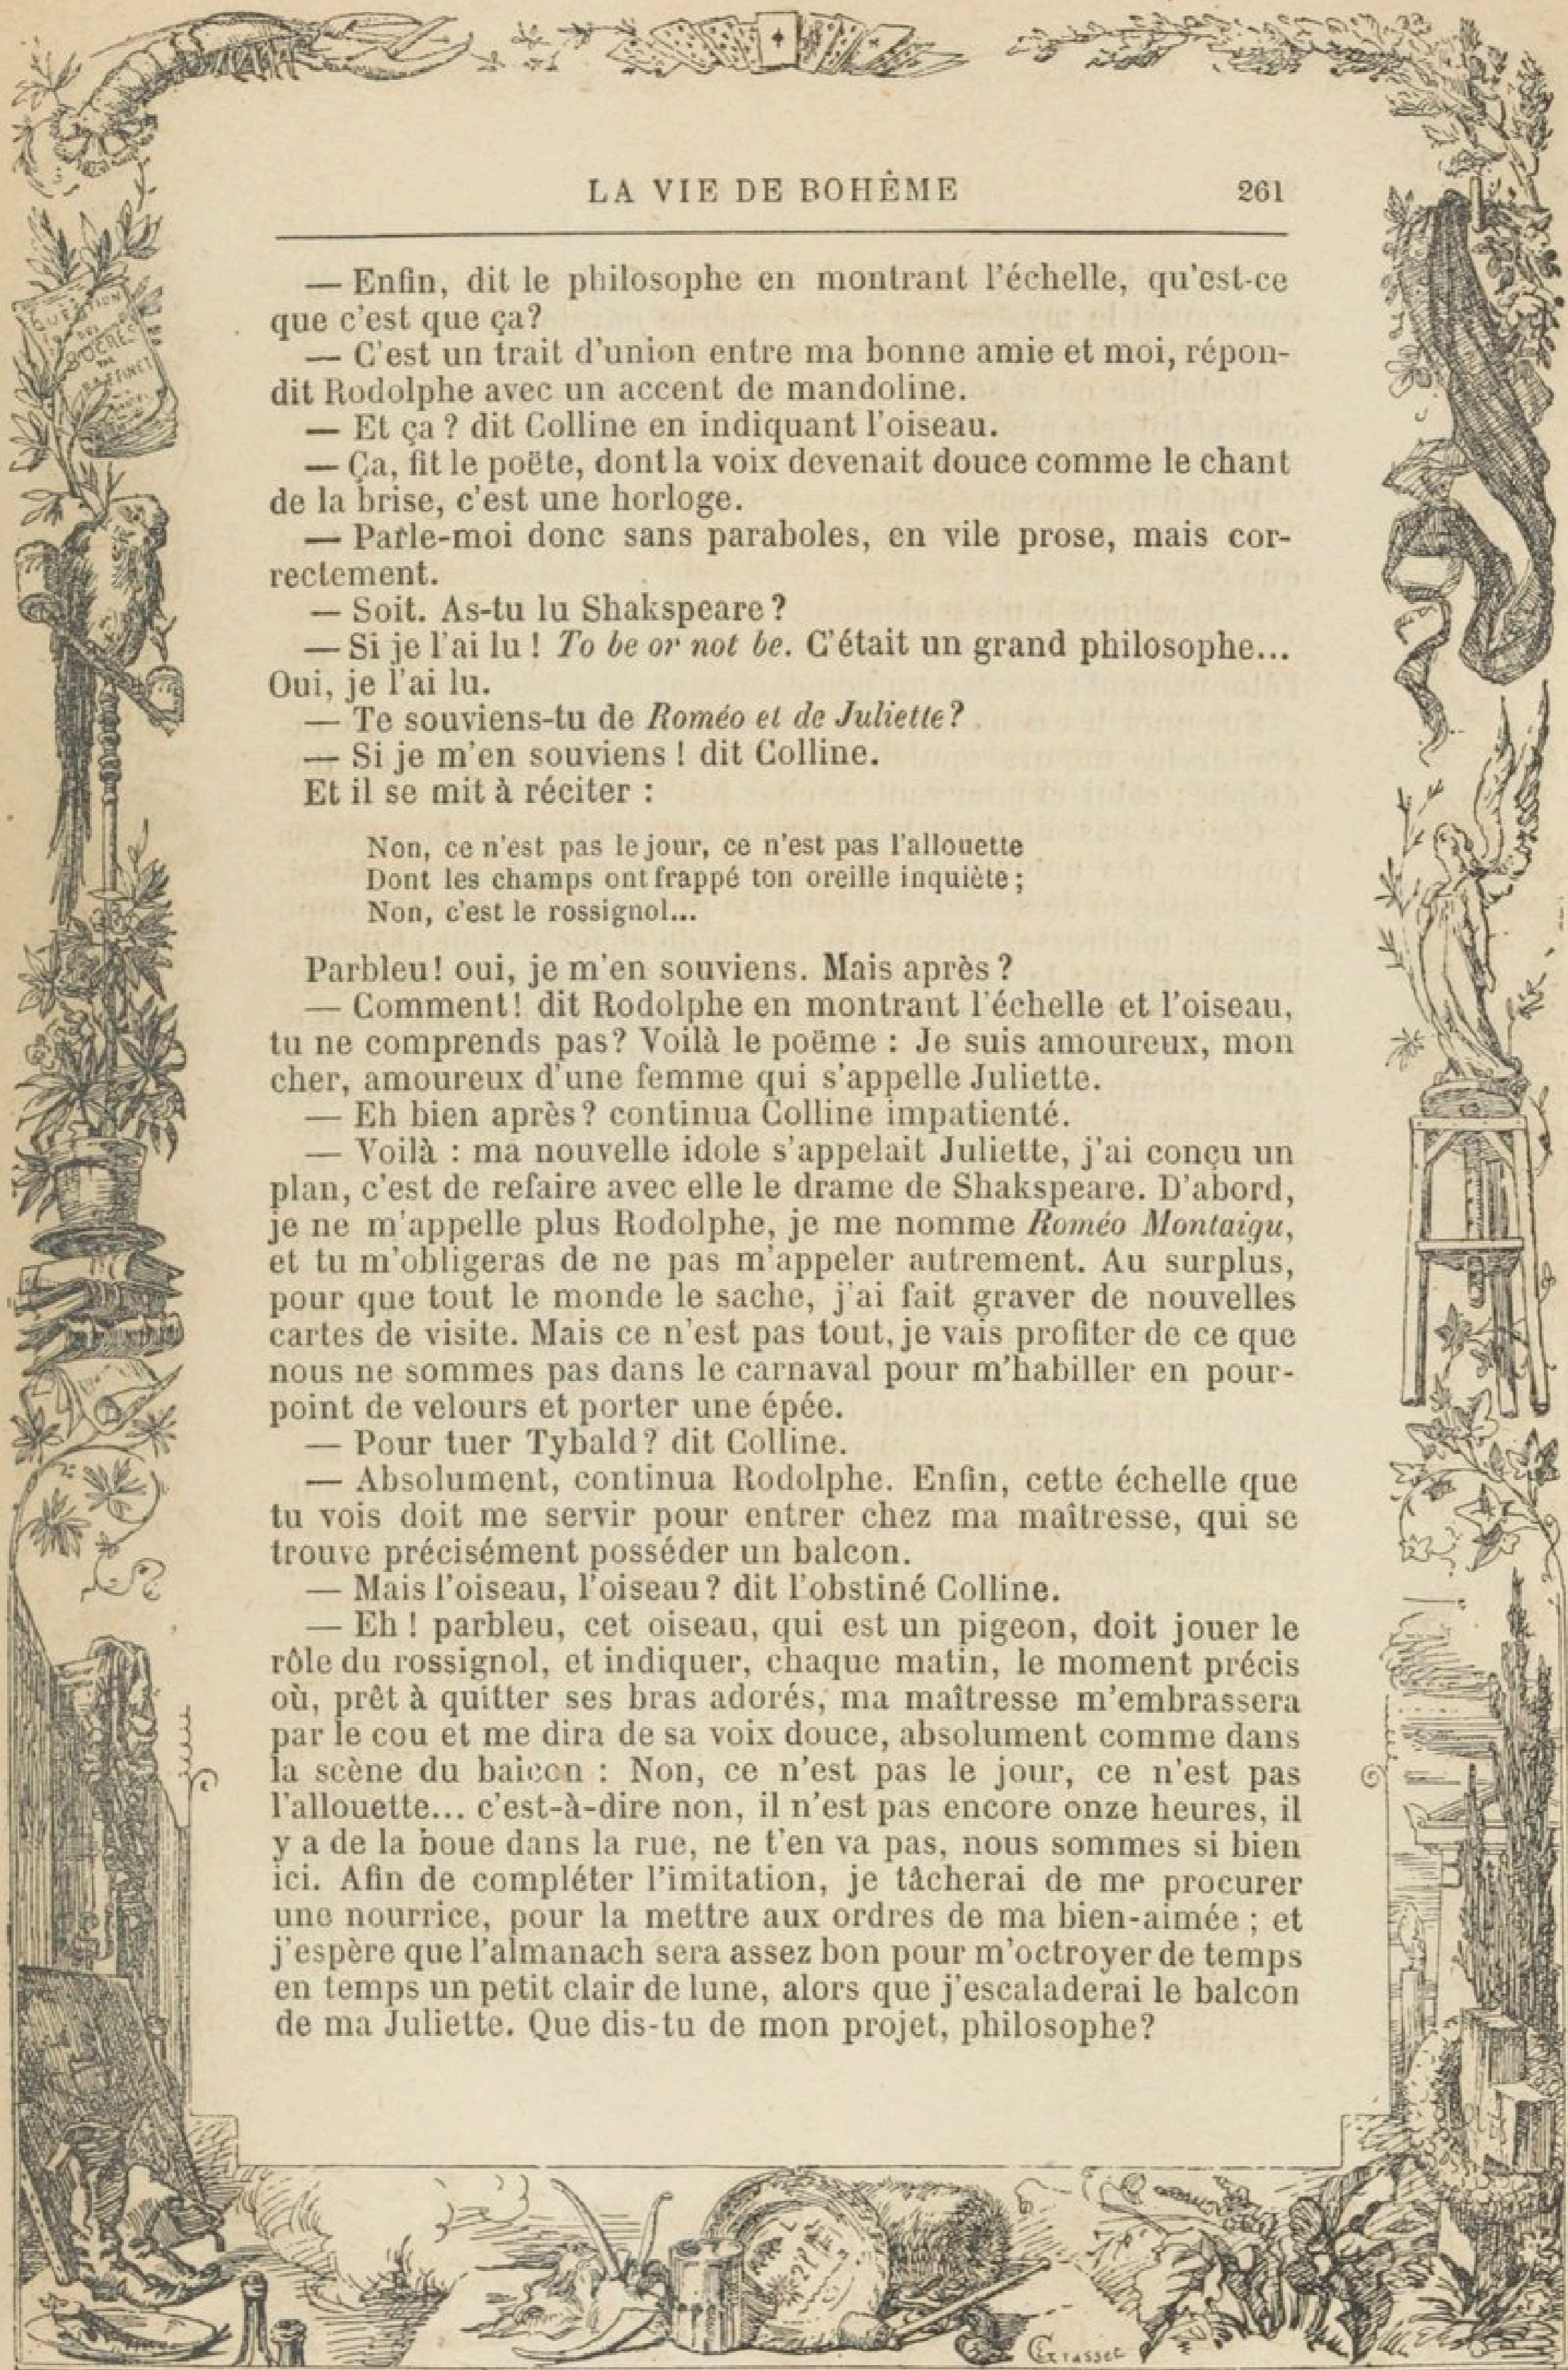 LA VIE DE BOHÊME 261
— Enfin, dit le philosophe en montrant l'échelle, qu'est-ce
que c'est que ça?
— C'est un trait d'union entre ma bonne amie et moi, répon-
dit Rodolphe avec un accent de mandoline.
— Et ça ? dit Colline en indiquant l'oiseau.
— Ça, fit le poëte, dont la voix devenait douce comme le chant
de la brise, c'est une horloge.
— Parle-moi donc sans paraboles, en vile prose, mais cor-
rectement.
— Soit. As-tu lu Shakspeare ?
— Si je l'ai lu ! To be or not be. C'était un grand philosophe...
Oui, je l'ai lu.
— Te souviens-tu de Roméo et de Juliette ?
— Si je m'en souviens ! dit Colline.
Et il se mit à réciter :
Non, ce n'est pas le jour, ce n'est pas l'allouette
Dont les champs ont frappé ton oreille inquiète ;
Non, c'est le rossignol...
Parbleu! oui, je m'en souviens. Mais après ?
— Comment! dit Rodolphe en montrant l'échelle et l'oiseau,
tu ne comprends pas? Voilà le poëme : Je suis amoureux, mon
cher, amoureux d'une femme qui s'appelle Juliette.
— Eh bien après ? continua Colline impatienté.
— Voilà : ma nouvelle idole s'appelait Juliette, j'ai conçu un
plan, c'est de refaire avec elle le drame de Shakspeare. D'abord,
je ne m'appelle plus Rodolphe, je me nomme Roméo Montaigu,
et tu m'obligeras de ne pas m'appeler autrement. Au surplus,
pour que tout le monde le sache, j'ai fait graver de nouvelles
cartes de visite. Mais ce n'est pas tout, je vais profiter de ce que
nous ne sommes pas dans le carnaval pour m'habiller en pour-
point de velours et porter une épée.
— Pour tuer Tybald ? dit Colline.
— Absolument, continua Rodolphe. Enfin, cette échelle que
tu vois doit me servir pour entrer chez ma maîtresse, qui se
trouve précisément posséder un balcon.
— Mais l'oiseau, l'oiseau ? dit l'obstiné Colline.
— Eh ! parbleu, cet oiseau, qui est un pigeon, doit jouer le
rôle du rossignol, et indiquer, chaque matin, le moment précis
où, prêt à quitter ses bras adorés, ma maîtresse m'embrassera
par le cou et me dira de sa voix douce, absolument comme dans
la scène du balcon : Non, ce n'est pas le jour, ce n'est pas
l'allouette... c'est-à-dire non, il n'est pas encore onze heures, il
y a de la boue dans la rue, ne t'en va pas, nous sommes si bien
ici. Afin de compléter l'imitation, je tâcherai de me procurer
une nourrice, pour la mettre aux ordres de ma bien-aimée ; et
j'espère que l'almanach sera assez bon pour m'octroyer de temps
en temps un petit clair de lune, alors que j'escaladerai le balcon
de ma Juliette. Que dis-tu de mon projet, philosophe?
Grasset